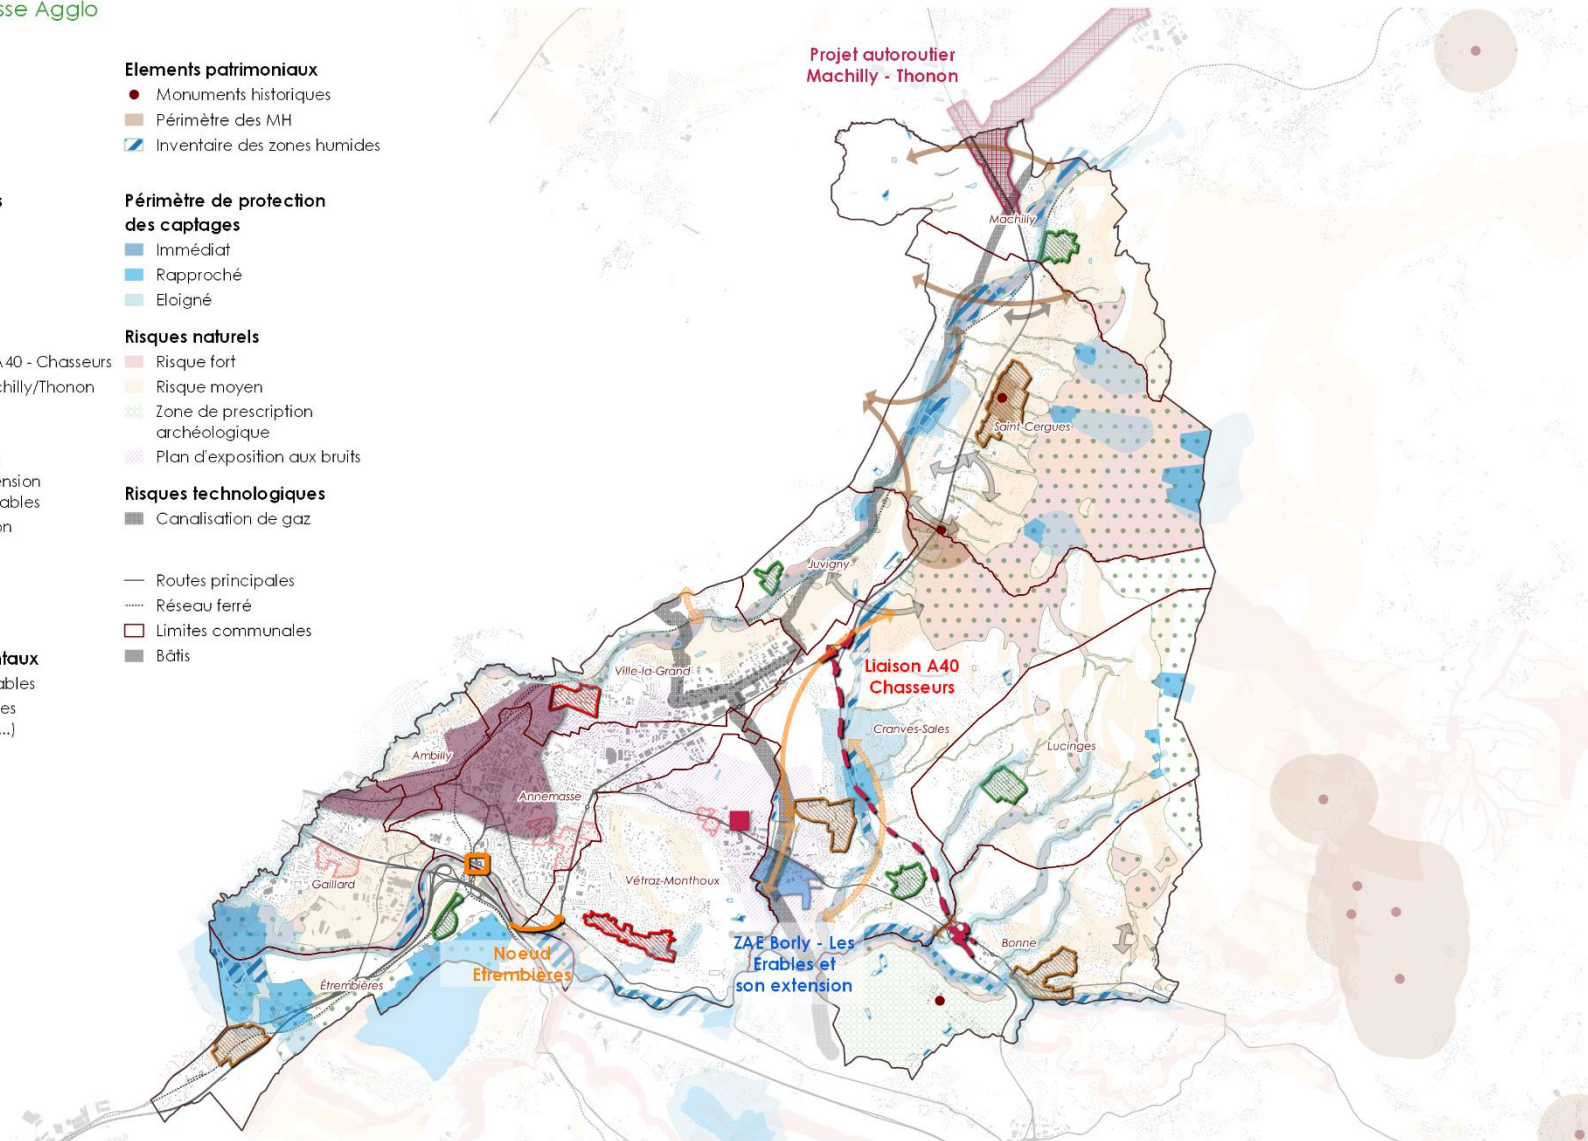 sse Agglo
Elements patrimoniaux
Monuments historiques
Périmètre des MH
Inventaire des zones humides
s
Périmètre de protection
des captages
Immédiat
Rapproché
Eloigné
Risques naturels
A40 - Chasseurs
Risque fort
chilly/Thonon
Risque moyen
Zone de prescription
archéologique
Plan d'exposition aux bruits
ension
ables
on
Risques technologiques
Canalisation de gaz
Routes principales
Réseau ferré
Limites communales
Bâtis
ntaux
ables
es
...)
Projet autoroutier
Machilly - Thonon
Machilly
Saint-Cergues
Juvigny
Ville-la-Grand
Liaison A40
Chasseurs
Cranves-Sales
Lucinges
Ambilly
Annemasse
Gaillard
Vétraz-Monthoux
Bonne
Noeud
Etrembières
ZAE Borly - Les
Erables et
son extension
Étrembières